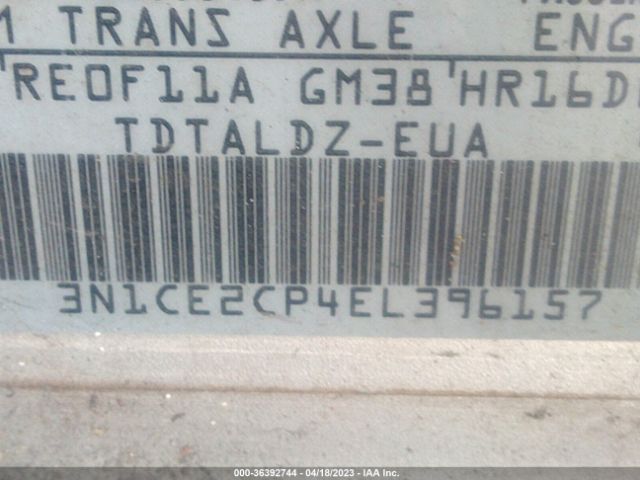 M TRANS AXLE ENG
RE0F11A GM38 HR16D
TDTALDZ-EUA
3N1CE2CP4EL396157
000-36392744 - 04/18/2023 - IAA Inc.